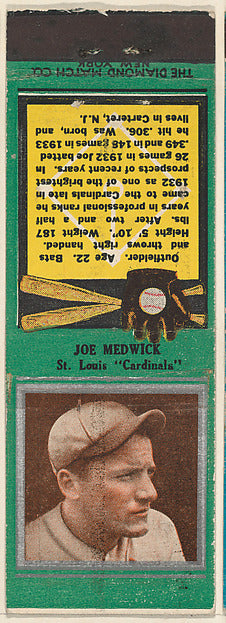 THE DIAMOND MATCH CO.
NEW YORK
Outfielder. Age, 22. Bats
and throws right handed.
Height 5' 10". Weight 187
lbs. After two and a half
years in professional ranks he
came to the Cardinals late in
1932 as one of the brightest
prospects of recent years. In
26 games in 1932 Joe batted
.349 and in 148 games in 1933
he hit .306. Was born, and
lives in Carteret, N.J.
JOE MEDWICK
St. Louis "Cardinals"